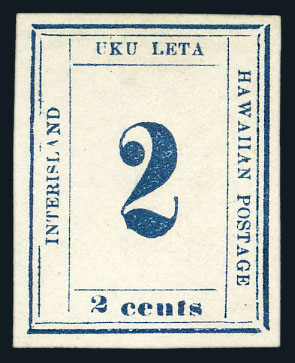 UKU LETA
INTERISLAND
HAWAIIAN POSTAGE
2
2 cents